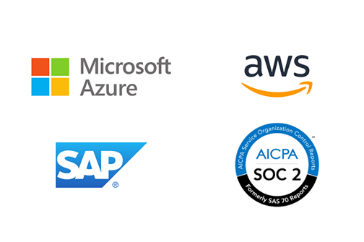 Microsoft
Azure
aws
SAP
®
AICPA Service Organization Control Reports
AICPA
SOC 2
Formerly SAS 70 Reports